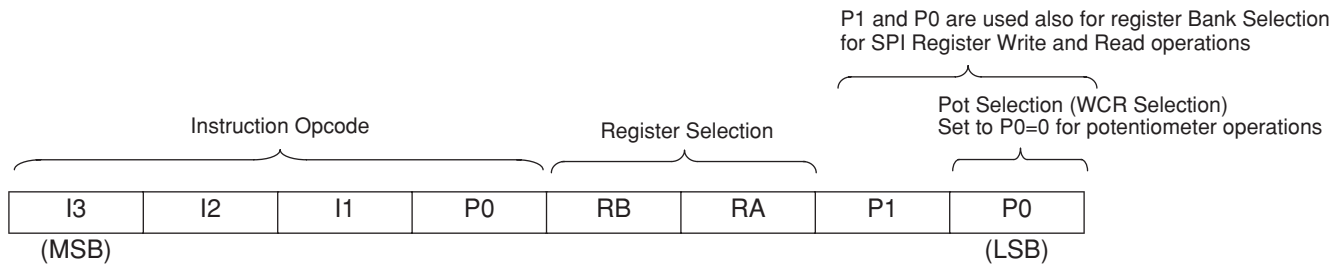 P1 and P0 are used also for register Bank Selection
for SPI Register Write and Read operations
Pot Selection (WCR Selection)
Set to P0=0 for potentiometer operations
Instruction Opcode
Register Selection
I3 I2 I1 P0 RB RA P1 P0
(MSB) (LSB)